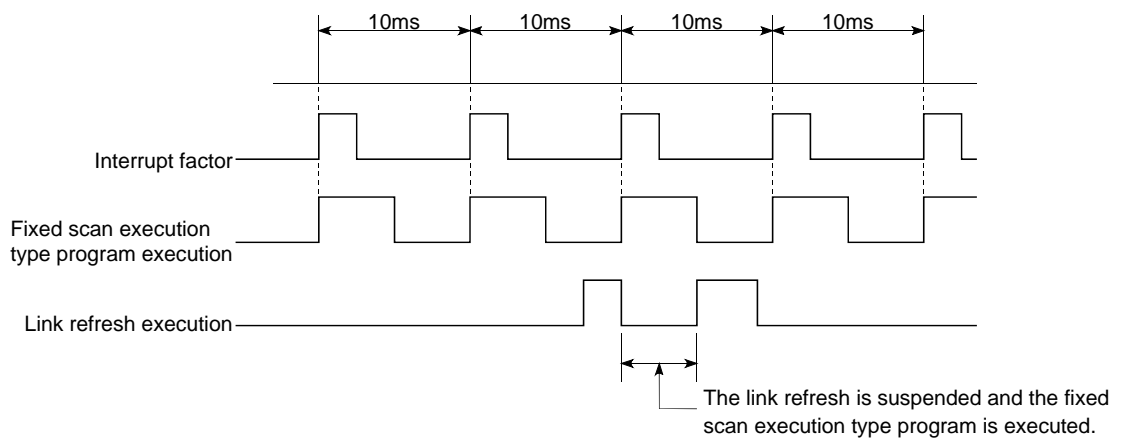 10ms 10ms 10ms 10ms
Interrupt factor
Fixed scan execution
type program execution
Link refresh execution
The link refresh is suspended and the fixed
scan execution type program is executed.